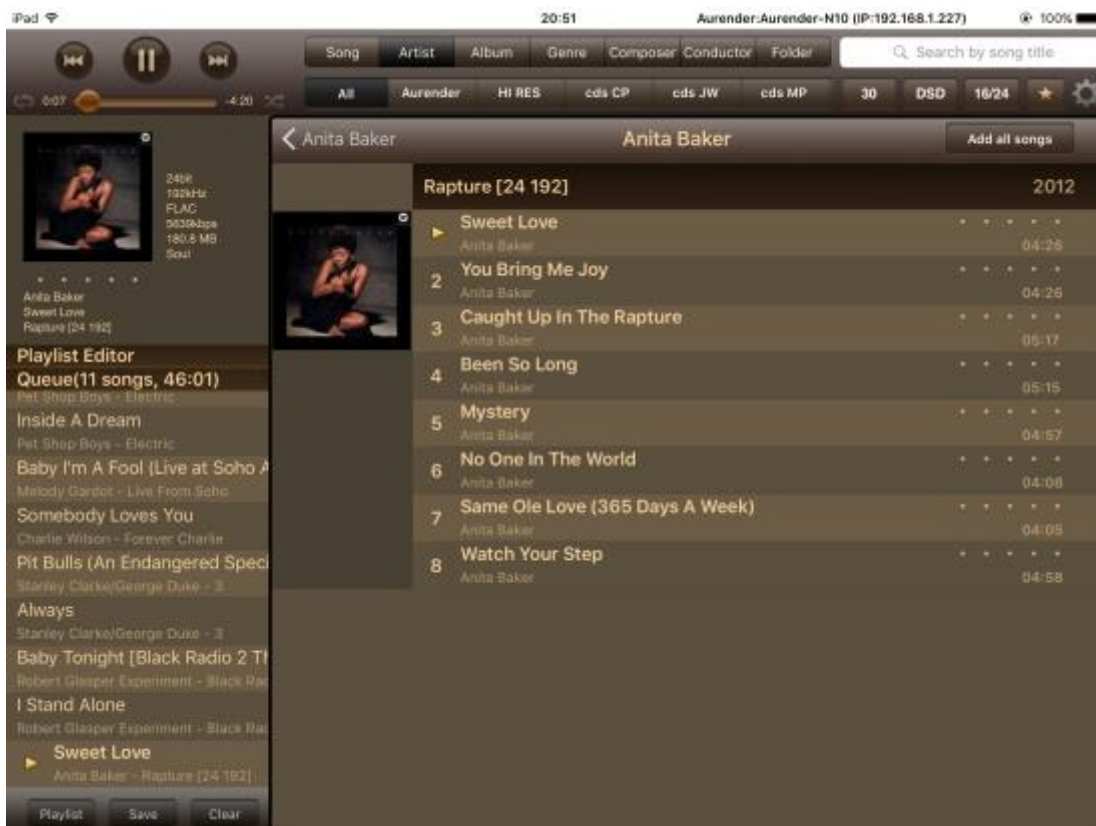 iPad 20:51 Aurender:Aurender-N10 (IP:192.168.1.227) 100%
Song Artist Album Genre Composer Conductor Folder Search by song title
0:07 -4:20 All Aurender HI RES cds CP cds JW cds MP 30 DSD 16/24
24bit
192kHz
FLAC
5639kbps
180.8 MB
Soul
Anita Baker
Sweet Love
Rapture [24 192]
Playlist Editor
Queue(11 songs, 46:01)
Pet Shop Boys - Electric
Inside A Dream
Pet Shop Boys - Electric
Baby I'm A Fool (Live at Soho A
Melody Gardot - Live From Soho
Somebody Loves You
Charlie Wilson - Forever Charlie
Pit Bulls (An Endangered Speci
Stanley Clarke/George Duke - 3
Always
Stanley Clarke/George Duke - 3
Baby Tonight [Black Radio 2 Th
Robert Glasper Experiment - Black Rad
I Stand Alone
Robert Glasper Experiment - Black Rad
Sweet Love
Anita Baker - Rapture [24 192]
Playlist Save Clear
Anita Baker Anita Baker Add all songs
Rapture [24 192] 2012
Sweet Love
Anita Baker 04:26
2 You Bring Me Joy
Anita Baker 04:26
3 Caught Up In The Rapture
Anita Baker 05:17
4 Been So Long
Anita Baker 05:15
5 Mystery
Anita Baker 04:57
6 No One In The World
Anita Baker 04:08
7 Same Ole Love (365 Days A Week)
Anita Baker 04:05
8 Watch Your Step
Anita Baker 04:58